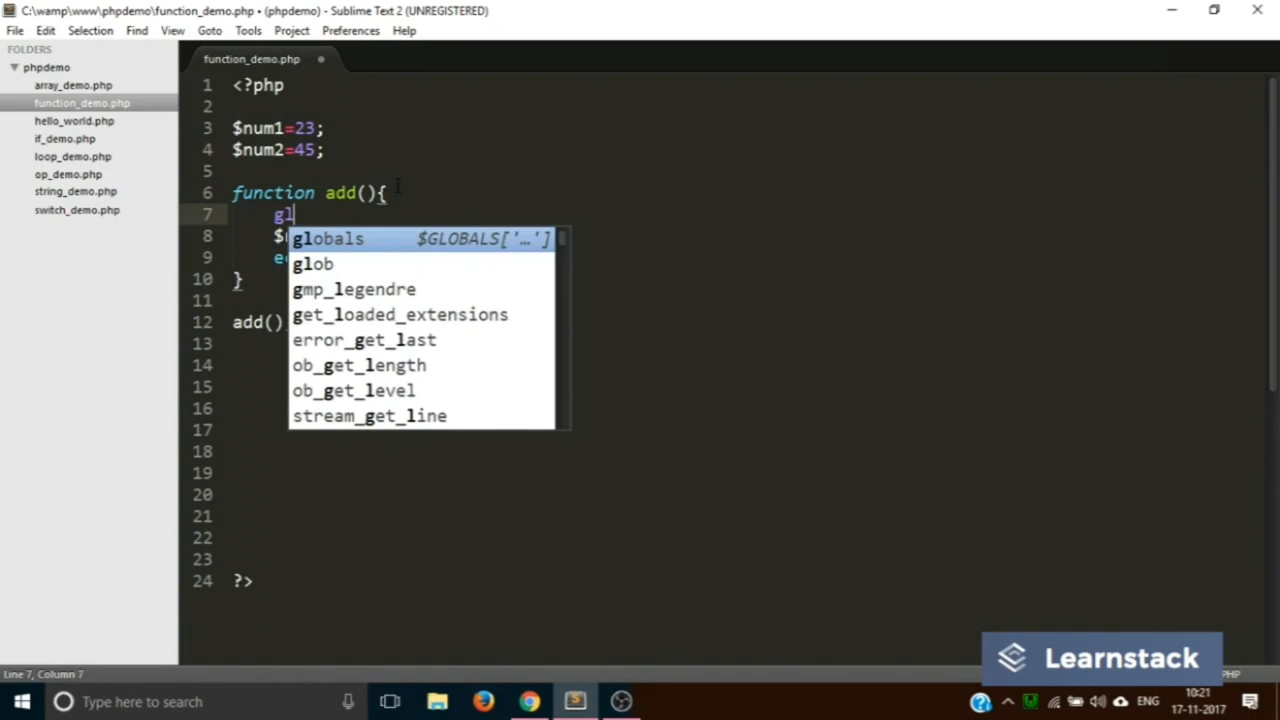 C:\wamp\www\phpdemo\function_demo.php • (phpdemo) - Sublime Text 2 (UNREGISTERED)
File Edit Selection Find View Goto Tools Project Preferences Help
FOLDERS
phpdemo
array_demo.php
function_demo.php
hello_world.php
if_demo.php
loop_demo.php
op_demo.php
string_demo.php
switch_demo.php
function_demo.php
1 <?php
2
3 $num1=23;
4 $num2=45;
5
6 function add(){
7 gl
8 $
9 e
10 }
11
12 add()
13
14
15
16
17
18
19
20
21
22
23
24 ?>
globals $GLOBALS['…']
glob
gmp_legendre
get_loaded_extensions
error_get_last
ob_get_length
ob_get_level
stream_get_line
Learnstack
Line 7, Column 7
PHP
Type here to search
ENG
10:21
17-11-2017